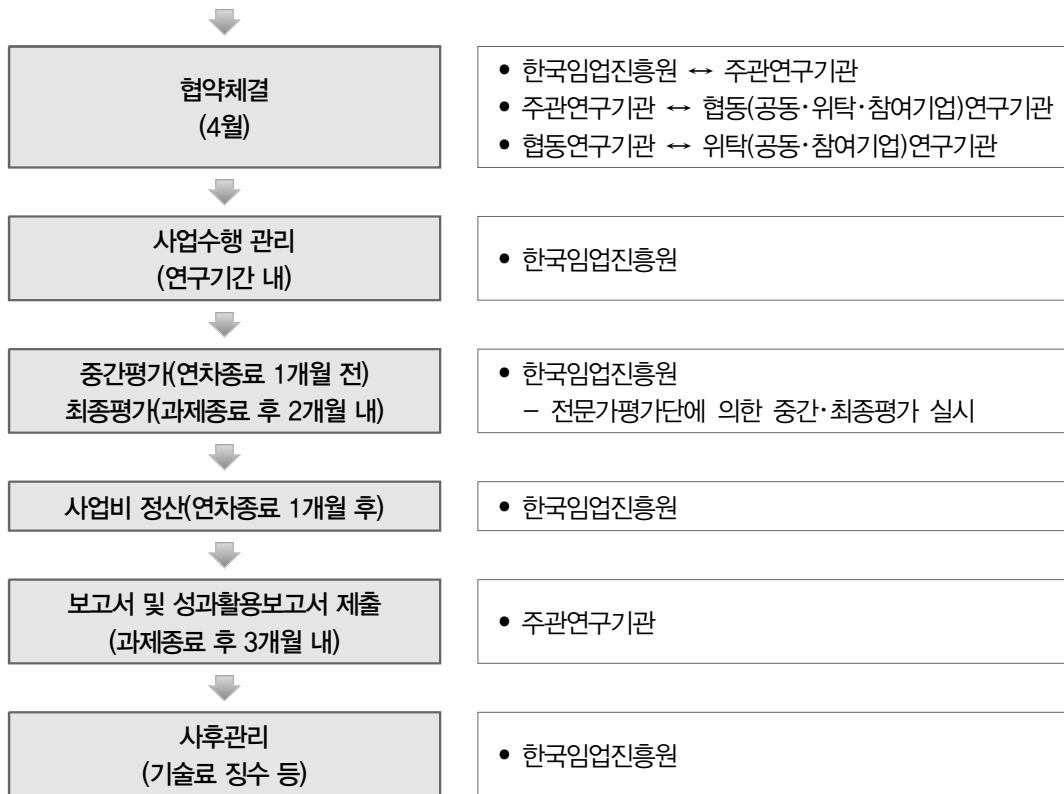 협약체결
(4월)
• 한국임업진흥원 ↔ 주관연구기관
• 주관연구기관 ↔ 협동(공동·위탁·참여기업)연구기관
• 협동연구기관 ↔ 위탁(공동·참여기업)연구기관
사업수행 관리
(연구기간 내)
• 한국임업진흥원
중간평가(연차종료 1개월 전)
최종평가(과제종료 후 2개월 내)
• 한국임업진흥원
– 전문가평가단에 의한 중간·최종평가 실시
사업비 정산(연차종료 1개월 후)
• 한국임업진흥원
보고서 및 성과활용보고서 제출
(과제종료 후 3개월 내)
• 주관연구기관
사후관리
(기술료 징수 등)
• 한국임업진흥원